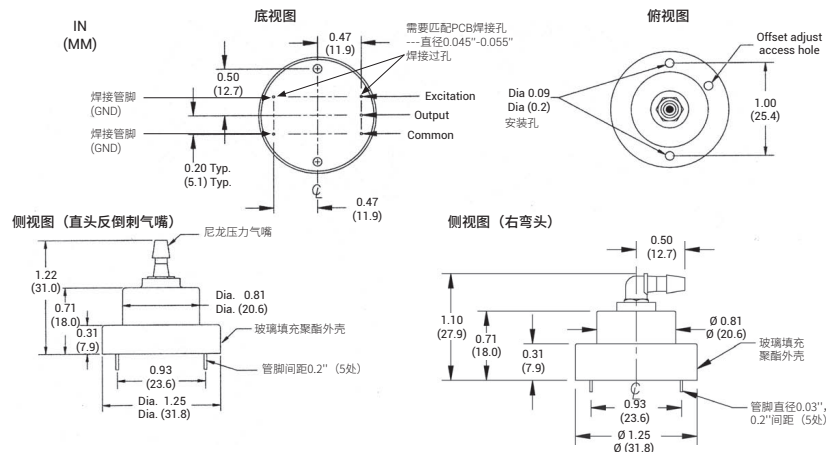 IN
(MM)
底视图
0.47
(11.9)
需要匹配PCB焊接孔
---直径0.045"-0.055"
焊接过孔
0.50
(12.7)
焊接管脚
(GND)
焊接管脚
(GND)
Excitation
Output
Common
0.20 Typ.
(5.1) Typ.
0.47
(11.9)
俯视图
Offset adjust
access hole
Dia 0.09
Dia (0.2)
安装孔
1.00
(25.4)
侧视图（直头反倒刺气嘴）
尼龙压力气嘴
1.22
(31.0)
0.71
(18.0)
0.31
(7.9)
Dia. 0.81
Dia. (20.6)
玻璃填充聚酯外壳
管脚间距0.2"（5处）
0.93
(23.6)
Dia. 1.25
Dia. (31.8)
侧视图（右弯头）
0.50
(12.7)
1.10
(27.9)
0.71
(18.0)
0.31
(7.9)
Ø 0.81
Ø (20.6)
玻璃填充
聚酯外壳
0.93
(23.6)
管脚直径0.03",
0.2"间距（5处）
Ø 1.25
Ø (31.8)